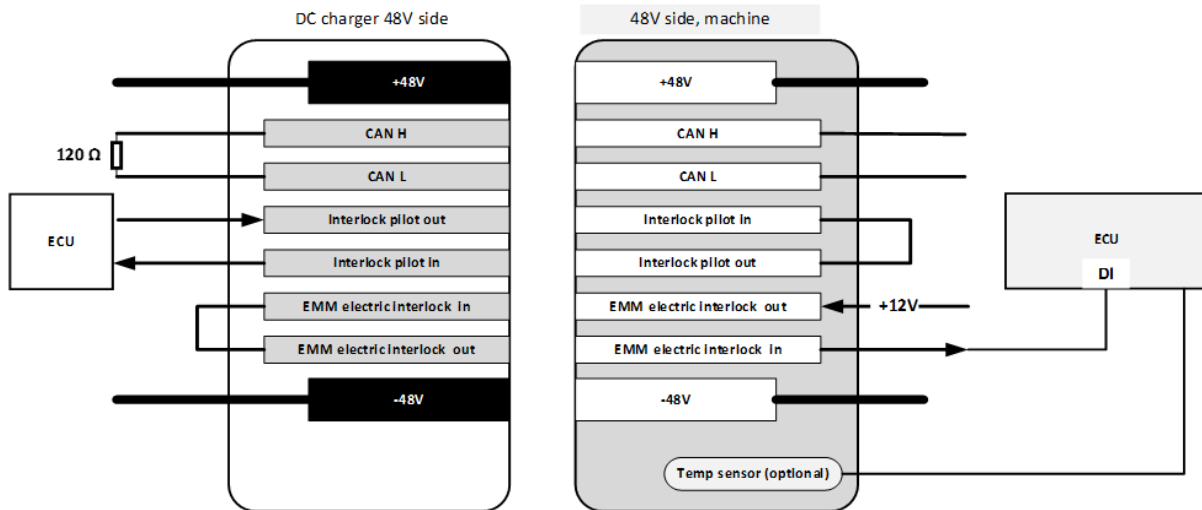 DC charger 48V side
48V side, machine
+48V
+48V
CAN H
CAN H
120 Ω
CAN L
CAN L
Interlock pilot out
Interlock pilot in
ECU
ECU
Interlock pilot in
Interlock pilot out
DI
EMM electric interlock in
EMM electric interlock out
+12V
EMM electric interlock out
EMM electric interlock in
-48V
-48V
Temp sensor (optional)